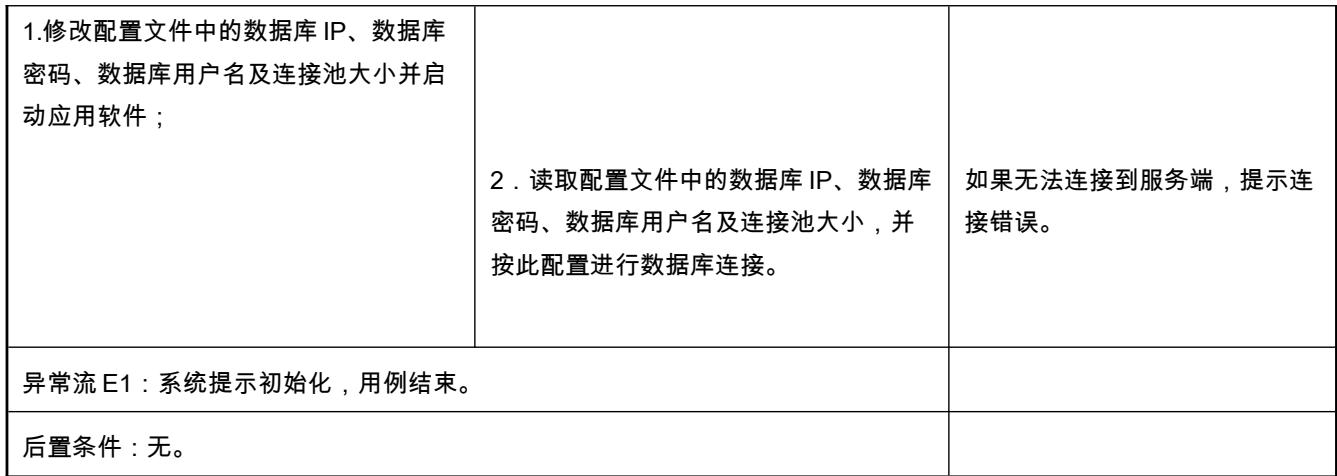 1.修改配置文件中的数据库 IP、数据库
密码、数据库用户名及连接池大小并启
动应用软件；
2．读取配置文件中的数据库 IP、数据库
密码、数据库用户名及连接池大小，并
按此配置进行数据库连接。
如果无法连接到服务端，提示连
接错误。
异常流 E1：系统提示初始化，用例结束。
后置条件：无。